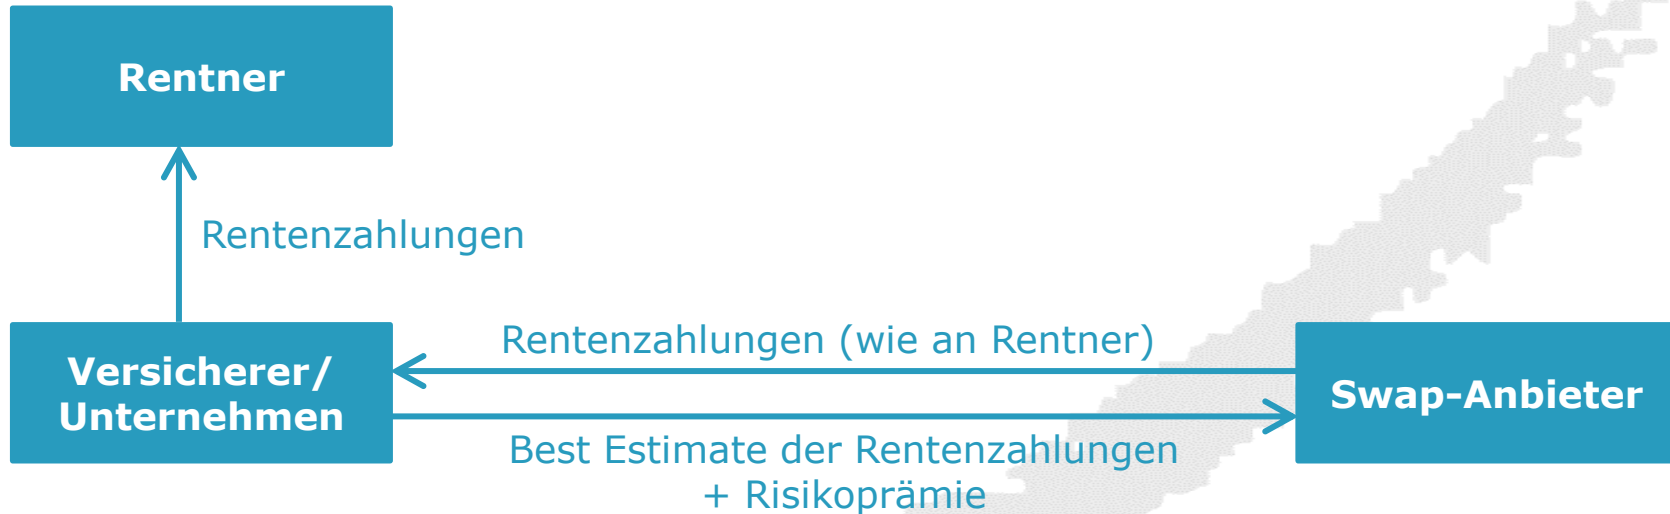 Rentner
Rentenzahlungen
Versicherer/
Unternehmen
Rentenzahlungen (wie an Rentner)
Best Estimate der Rentenzahlungen
+ Risikoprämie
Swap-Anbieter